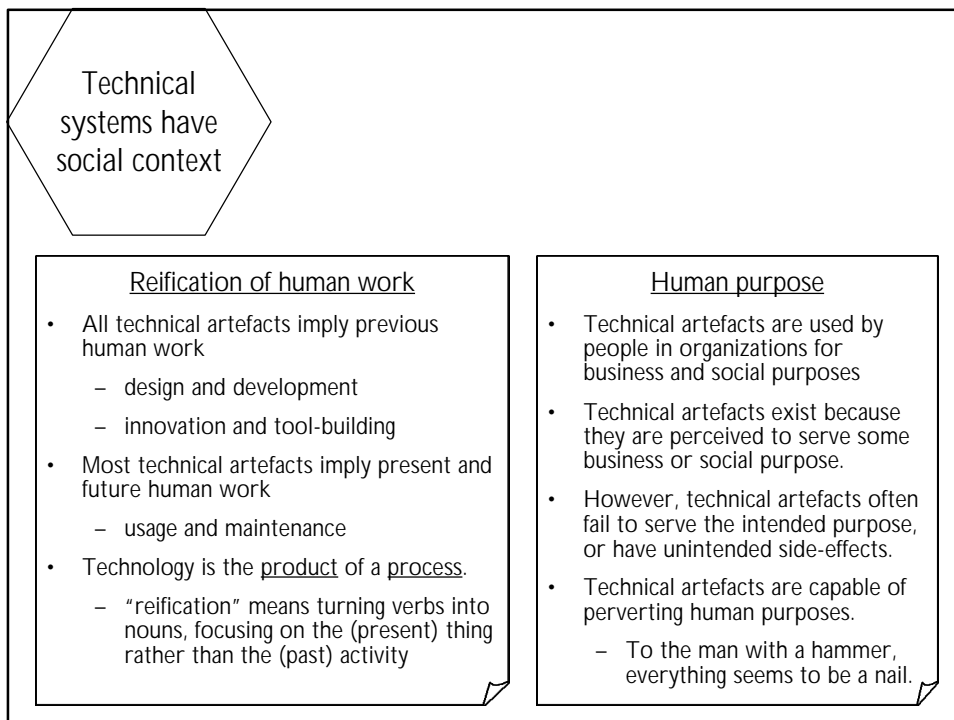 Technical
systems have
social context
Reification of human work
• All technical artefacts imply previous
human work
– design and development
– innovation and tool-building
• Most technical artefacts imply present and
future human work
– usage and maintenance
• Technology is the product of a process.
– “reification” means turning verbs into
nouns, focusing on the (present) thing
rather than the (past) activity
Human purpose
• Technical artefacts are used by
people in organizations for
business and social purposes
• Technical artefacts exist because
they are perceived to serve some
business or social purpose.
• However, technical artefacts often
fail to serve the intended purpose,
or have unintended side-effects.
• Technical artefacts are capable of
perverting human purposes.
– To the man with a hammer,
everything seems to be a nail.